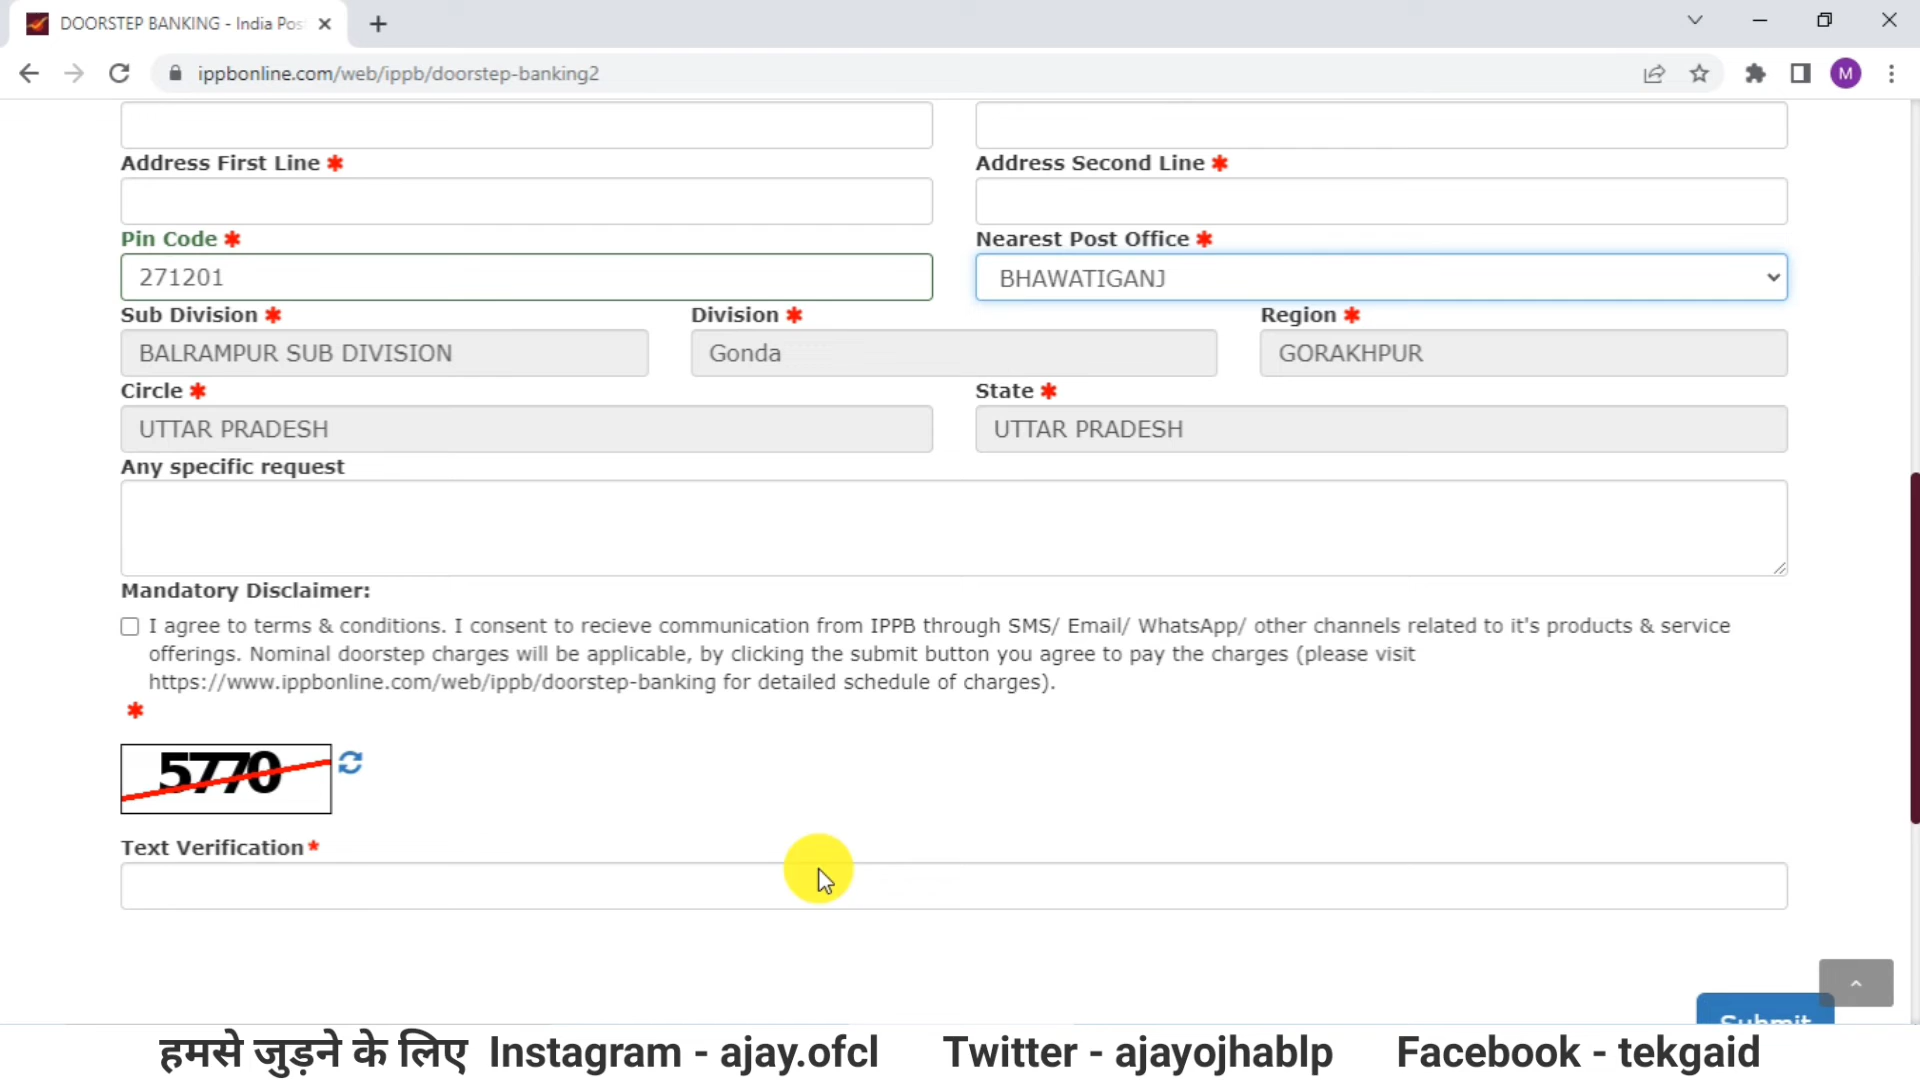 DOORSTEP BANKING - India Pos
ippbonline.com/web/ippb/doorstep-banking2
M
Address First Line *
Address Second Line *
Pin Code *
Nearest Post Office *
271201
BHAWATIGANJ
Sub Division *
Division *
Region *
BALRAMPUR SUB DIVISION
Gonda
GORAKHPUR
Circle *
State *
UTTAR PRADESH
UTTAR PRADESH
Any specific request
Mandatory Disclaimer:
I agree to terms & conditions. I consent to recieve communication from IPPB through SMS/ Email/ WhatsApp/ other channels related to it's products & service
offerings. Nominal doorstep charges will be applicable, by clicking the submit button you agree to pay the charges (please visit
https://www.ippbonline.com/web/ippb/doorstep-banking for detailed schedule of charges).
*
5770
Text Verification*
Submit
हमसे जुड़ने के लिए Instagram - ajay.ofcl Twitter - ajayojhablp Facebook - tekgaid